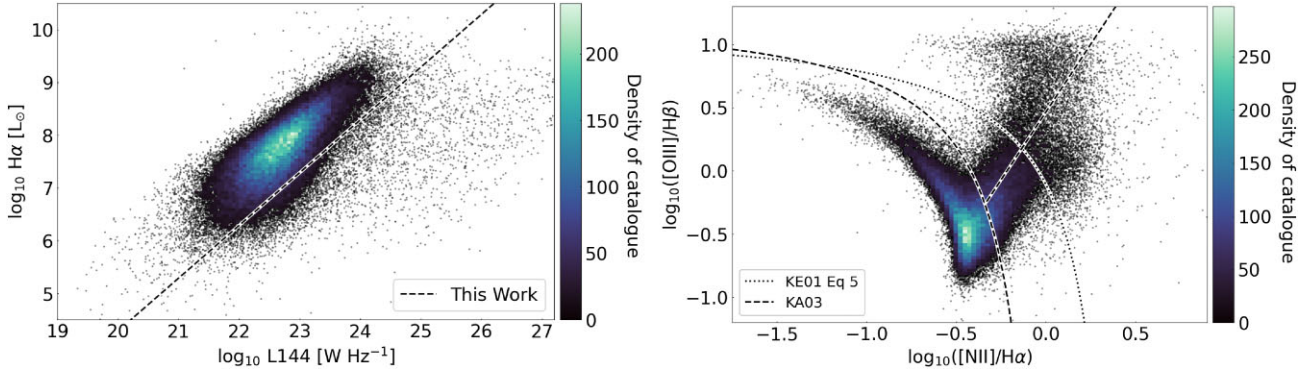 10
9
8
7
6
5
log₁₀ Hα [L⊙]
19 20 21 22 23 24 25 26 27
log₁₀ L144 [W Hz⁻¹]
This Work
200
150
100
50
0
Density of catalogue
1.0
0.5
0.0
−0.5
−1.0
log₁₀([OIII]/Hβ)
−1.5 −1.0 −0.5 0.0 0.5
log₁₀([NII]/Hα)
KE01 Eq 5
KA03
250
200
150
100
50
0
Density of catalogue